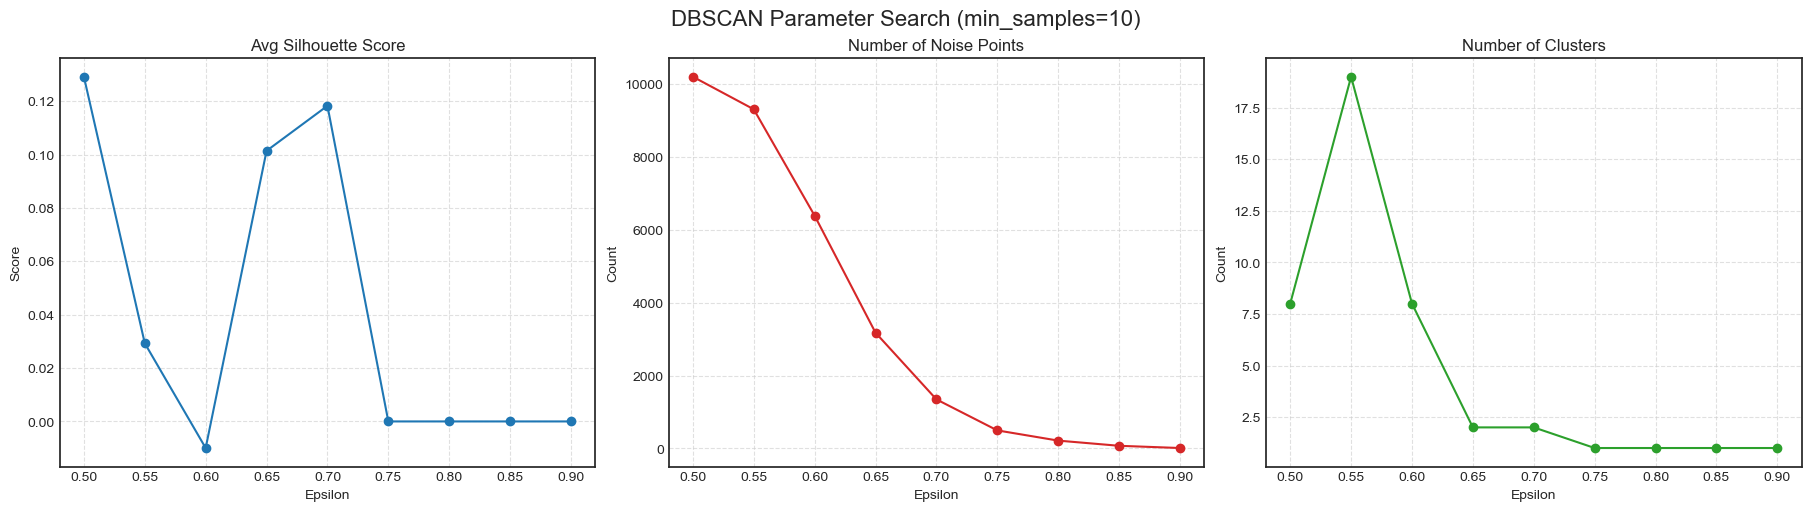 DBSCAN Parameter Search (min_samples=10)
Avg Silhouette Score
Score
0.12
0.10
0.08
0.06
0.04
0.02
0.00
0.50 0.55 0.60 0.65 0.70 0.75 0.80 0.85 0.90
Epsilon
Number of Noise Points
Count
10000
8000
6000
4000
2000
0
0.50 0.55 0.60 0.65 0.70 0.75 0.80 0.85 0.90
Epsilon
Number of Clusters
Count
17.5
15.0
12.5
10.0
7.5
5.0
2.5
0.50 0.55 0.60 0.65 0.70 0.75 0.80 0.85 0.90
Epsilon